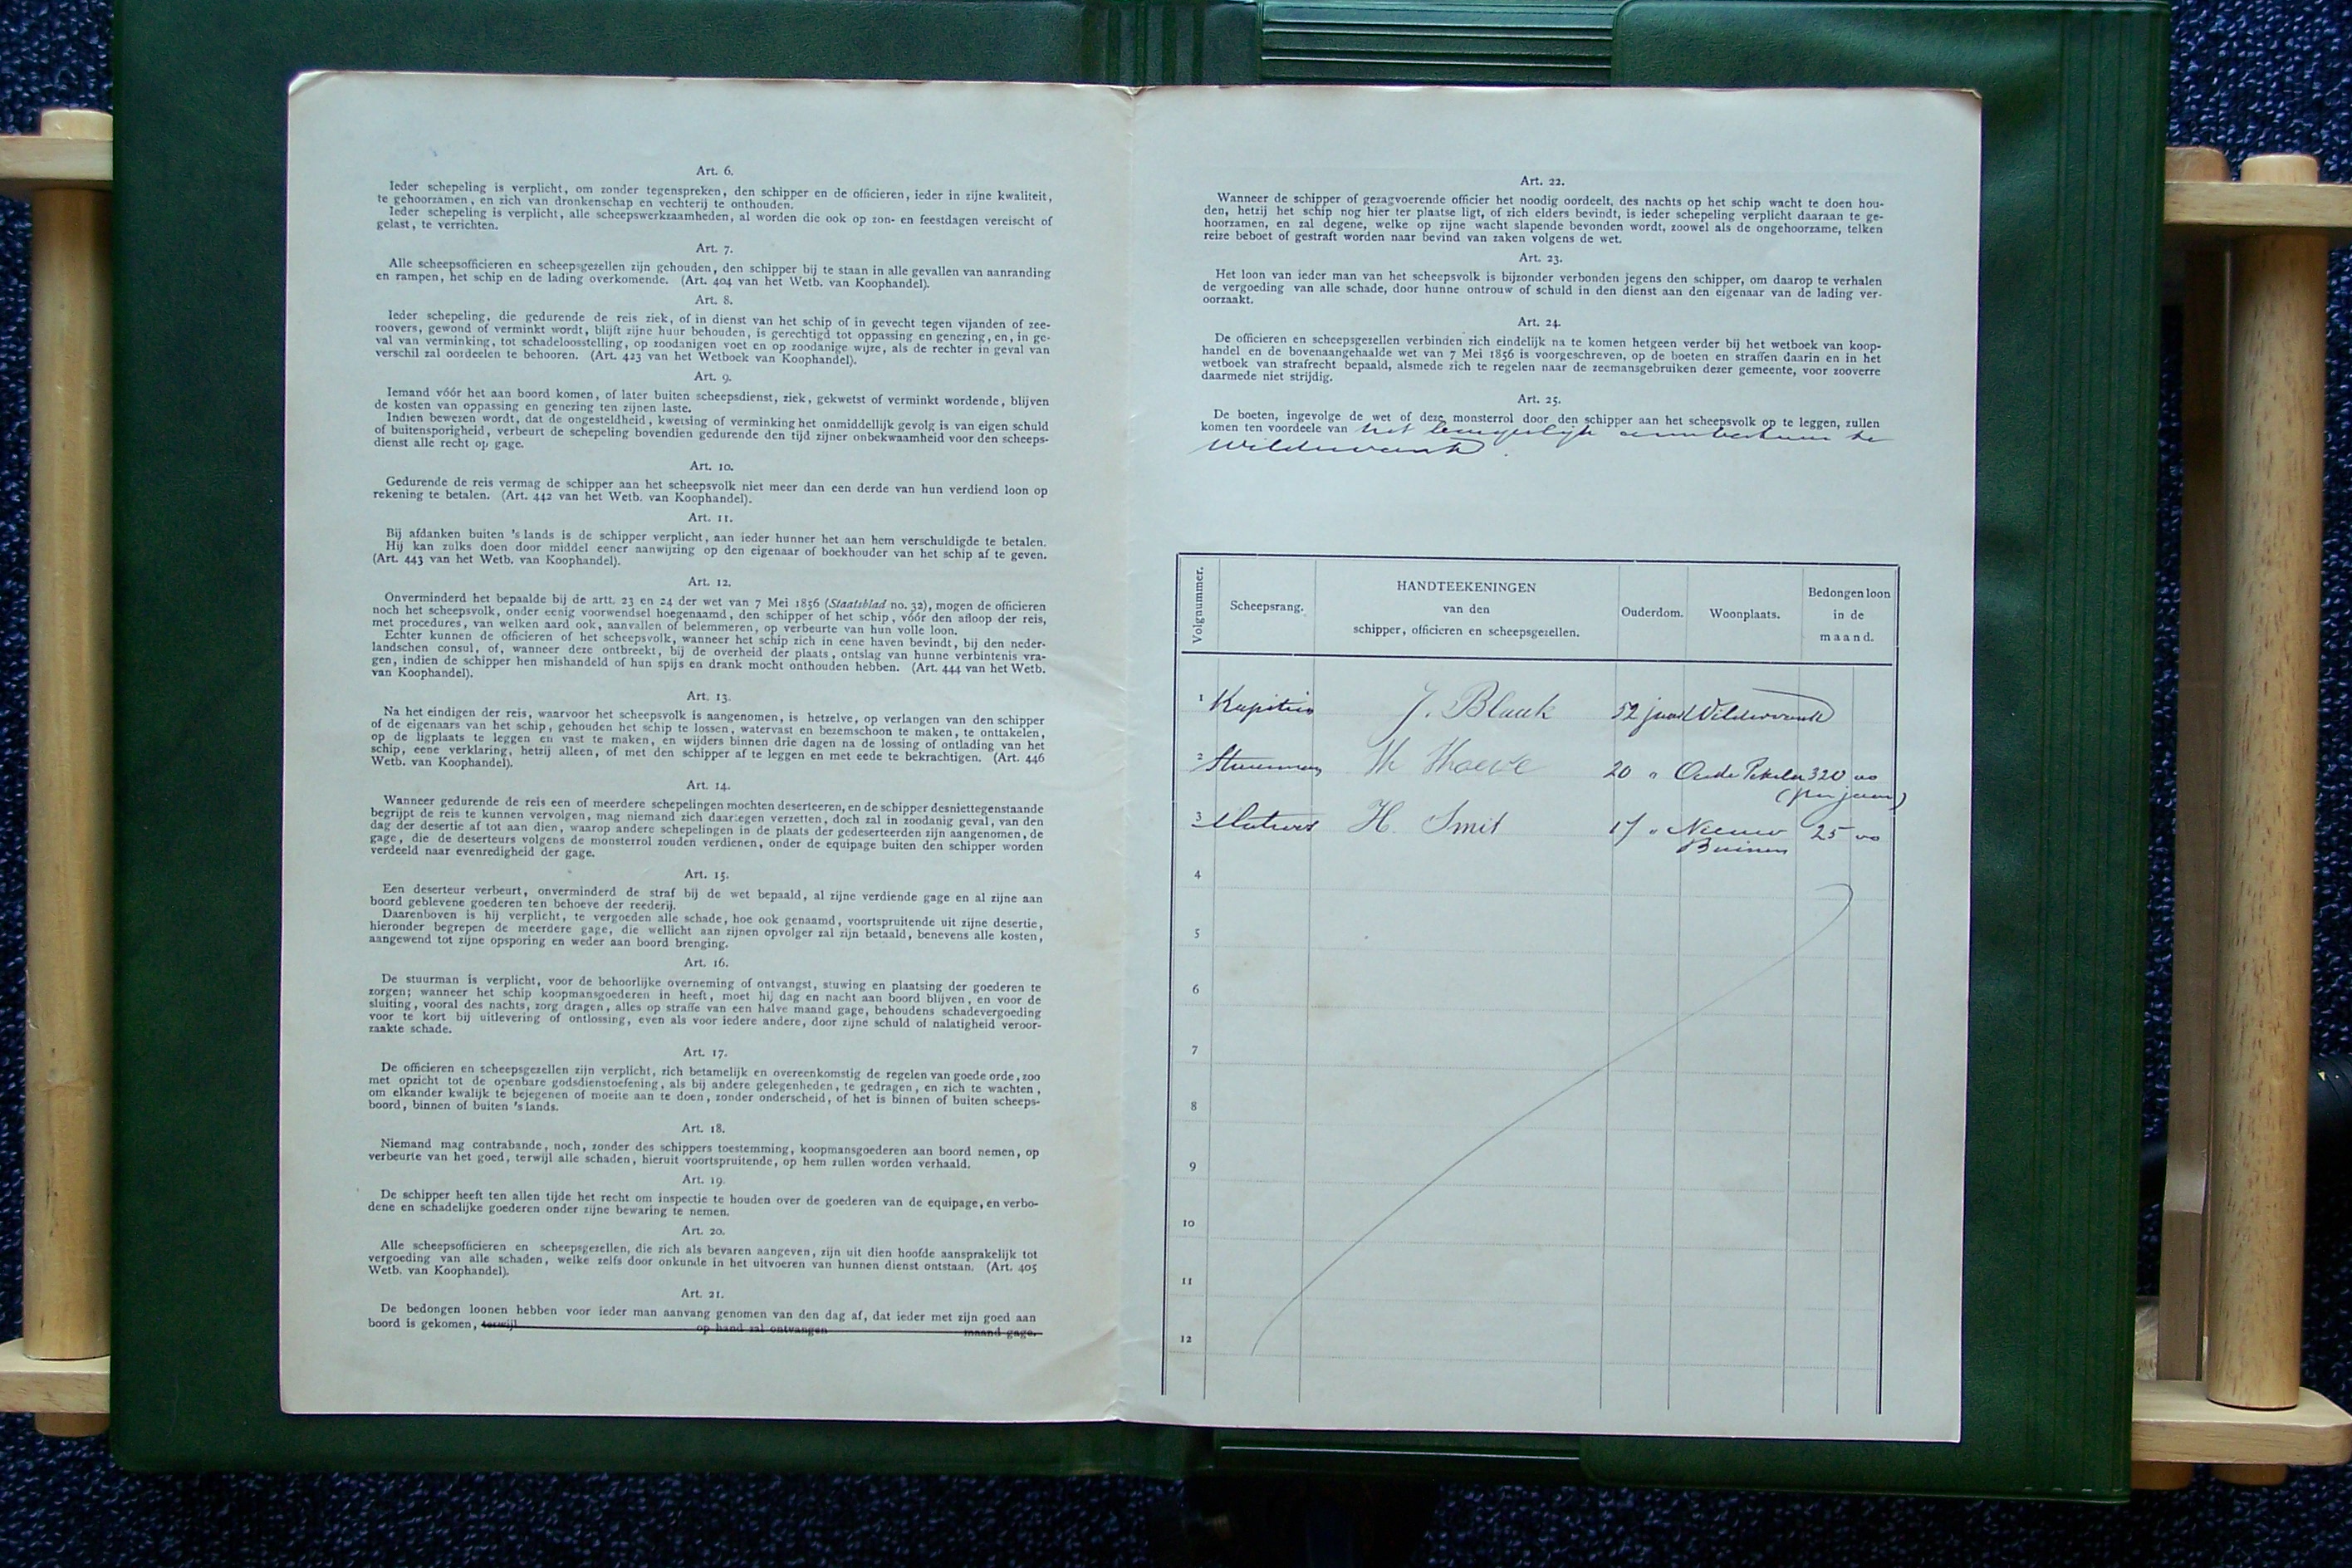 Art. 6.
Ieder schepeling is verplicht, om zonder tegenspreken, den schipper en de officieren, ieder in zijne kwaliteit,
te gehoorzamen, en zich van dronkenschap en vechterij te onthouden.
Ieder schepeling is verplicht, alle scheepswerkzaamheden, al worden die ook op zon- en feestdagen vereischt of
gelast, te verrichten.
Art. 7.
Alle scheepsofficieren en scheepsgezellen zijn gehouden, den schipper bij te staan in alle gevallen van aanranding
en rampen, het schip en de lading overkomende. (Art. 404 van het Wetb. van Koophandel).
Art. 8.
Ieder schepeling, die gedurende de reis ziek, of in dienst van het schip of in gevecht tegen vijanden of zee-
roovers, gewond of verminkt wordt, blijft zijne huur behouden, is gerechtigd tot oppassing en genezing, en, in ge-
val van verminking, tot schadeloosstelling, op zoodanigen voet en op zoodanige wijze, als de rechter in geval van
verschil zal oordeelen te behooren. (Art. 423 van het Wetboek van Koophandel).
Art. 9.
Iemand vóór het aan boord komen, of later buiten scheepsdienst, ziek, gekwetst of verminkt wordende, blijven
de kosten van oppassing en genezing ten zijnen laste.
Indien bewezen wordt, dat de ongesteldheid, kwetsing of verminking het onmiddellijk gevolg is van eigen schuld
of buitensporigheid, verbeurt de schepeling bovendien gedurende den tijd zijner onbekwaamheid voor den scheeps-
dienst alle recht op gage.
Art. 10.
Gedurende de reis vermag de schipper aan het scheepsvolk niet meer dan een derde van hun verdiend loon op
rekening te betalen. (Art. 442 van het Wetb. van Koophandel).
Art. 11.
Bij afdanken buiten 's lands is de schipper verplicht, aan ieder hunner het aan hem verschuldigde te betalen.
Hij kan zulks doen door middel eener aanwijzing op den eigenaar of boekhouder van het schip af te geven.
(Art. 443 van het Wetb. van Koophandel).
Art. 12.
Onverminderd het bepaalde bij de artt. 23 en 24 der wet van 7 Mei 1856 (Staatsblad no. 32), mogen de officieren
noch het scheepsvolk, onder eenig voorwendsel hoegenaamd, den schipper of het schip, vóór den afloop der reis,
met procedures, van welken aard ook, aanvallen of belemmeren, op verbeurte van hun volle loon.
Echter kunnen de officieren of het scheepsvolk, wanneer het schip zich in eene haven bevindt, bij den neder-
landschen consul, of, wanneer deze ontbreekt, bij de overheid der plaats, ontslag van hunne verbintenis vra-
gen, indien de schipper hen mishandeld of hun spijs en drank mocht onthouden hebben. (Art. 444 van het Wetb.
van Koophandel).
Art. 13.
Na het eindigen der reis, waarvoor het scheepsvolk is aangenomen, is hetzelve, op verlangen van den schipper
of de eigenaars van het schip, gehouden het schip te lossen, watervast en bezemschoon te maken, te onttakelen,
op de ligplaats te leggen en vast te maken, en wijders binnen drie dagen na de lossing of ontlading van het
schip, eene verklaring, hetzij alleen, of met den schipper af te leggen en met eede te bekrachtigen. (Art. 446
Wetb. van Koophandel).
Art. 14.
Wanneer gedurende de reis een of meerdere schepelingen mochten deserteeren, en de schipper desniettegenstaande
begrijpt de reis te kunnen vervolgen, mag niemand zich daartegen verzetten, doch zal in zoodanig geval, van den
dag der desertie af tot aan dien, waarop andere schepelingen in de plaats der gedeserteerden zijn aangenomen, de
gage, die de deserteurs volgens de monsterrol zouden verdienen, onder de equipage buiten den schipper worden
verdeeld naar evenredigheid der gage.
Art. 15.
Een deserteur verbeurt, onverminderd de straf bij de wet bepaald, al zijne verdiende gage en al zijne aan
boord geblevene goederen ten behoeve der reederij.
Daarenboven is hij verplicht, te vergoeden alle schade, hoe ook genaamd, voortspruitende uit zijne desertie,
hieronder begrepen de meerdere gage, die wellicht aan zijnen opvolger zal zijn betaald, benevens alle kosten,
aangewend tot zijne opsporing en weder aan boord brenging.
Art. 16.
De stuurman is verplicht, voor de behoorlijke overneming of ontvangst, stuwing en plaatsing der goederen te
zorgen; wanneer het schip koopmansgoederen in heeft, moet hij dag en nacht aan boord blijven, en voor de
sluiting, vooral des nachts, zorg dragen, alles op straffe van een halve maand gage, behoudens schadevergoeding
voor te kort bij uitlevering of ontlossing, even als voor iedere andere, door zijne schuld of nalatigheid veroor-
zaakte schade.
Art. 17.
De officieren en scheepsgezellen zijn verplicht, zich betamelijk en overeenkomstig de regelen van goede orde, zoo
met opzicht tot de openbare godsdienstoefening, als bij andere gelegenheden, te gedragen, en zich te wachten,
om elkander kwalijk te bejegenen of moeite aan te doen, zonder onderscheid, of het is binnen of buiten scheeps-
boord, binnen of buiten 's lands.
Art. 18.
Niemand mag contrabande, noch, zonder des schippers toestemming, koopmansgoederen aan boord nemen, op
verbeurte van het goed, terwijl alle schaden, hieruit voortspruitende, op hem zullen worden verhaald.
Art. 19.
De schipper heeft ten allen tijde het recht om inspectie te houden over de goederen van de equipage, en verbo-
dene en schadelijke goederen onder zijne bewaring te nemen.
Art. 20.
Alle scheepsofficieren en scheepsgezellen, die zich als bevaren aangeven, zijn uit dien hoofde aansprakelijk tot
vergoeding van alle schaden, welke zelfs door onkunde in het uitvoeren van hunnen dienst ontstaan. (Art. 405
Wetb. van Koophandel).
Art. 21.
De bedongen loonen hebben voor ieder man aanvang genomen van den dag af, dat ieder met zijn goed aan
boord is gekomen, terwijl op hand zal ontvangen maand gage.
Art. 22.
Wanneer de schipper of gezagvoerende officier het noodig oordeelt, des nachts op het schip wacht te doen hou-
den, hetzij het schip nog hier ter plaatse ligt, of zich elders bevindt, is ieder schepeling verplicht daaraan te ge-
hoorzamen, en zal degene, welke op zijne wacht slapende bevonden wordt, zoowel als de ongehoorzame, telken
reize beboet of gestraft worden naar bevind van zaken volgens de wet.
Art. 23.
Het loon van ieder man van het scheepsvolk is bijzonder verbonden jegens den schipper, om daarop te verhalen
de vergoeding van alle schade, door hunne ontrouw of schuld in den dienst aan den eigenaar van de lading ver-
oorzaakt.
Art. 24.
De officieren en scheepsgezellen verbinden zich eindelijk na te komen hetgeen verder bij het wetboek van koop-
handel en de bovenaangehaalde wet van 7 Mei 1856 is voorgeschreven, op de boeten en straffen daarin en in het
wetboek van strafrecht bepaald, alsmede zich te regelen naar de zeemansgebruiken dezer gemeente, voor zooverre
daarmede niet strijdig.
Art. 25.
De boeten, ingevolge de wet of deze monsterrol door den schipper aan het scheepsvolk op te leggen, zullen
komen ten voordeele van het burgerlijk armbestuur te
Wildervank.
Volgnummer. Scheepsrang. HANDTEEKENINGEN van den schipper, officieren en scheepsgezellen. Ouderdom. Woonplaats. Bedongen loon in de maand.
1 Kapitein J. Blaak 52 jaar Wildervank
2 Stuurman Th Thoeve 20 " Oude Pekela 320 00
(per jaar)
3 Matroos H. Smit 17 " Nieuw 25 00
Buinen
4
5
6
7
8
9
10
11
12